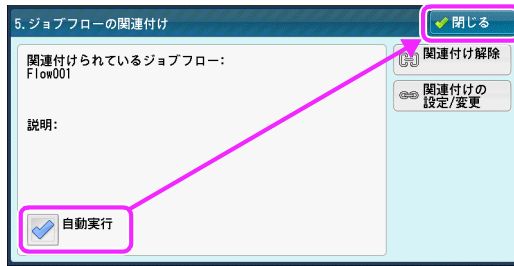 5.ジョブフローの関連付け
閉じる
関連付けられているジョブフロー:
Flow001
説明:
自動実行
関連付け解除
関連付けの
設定/変更